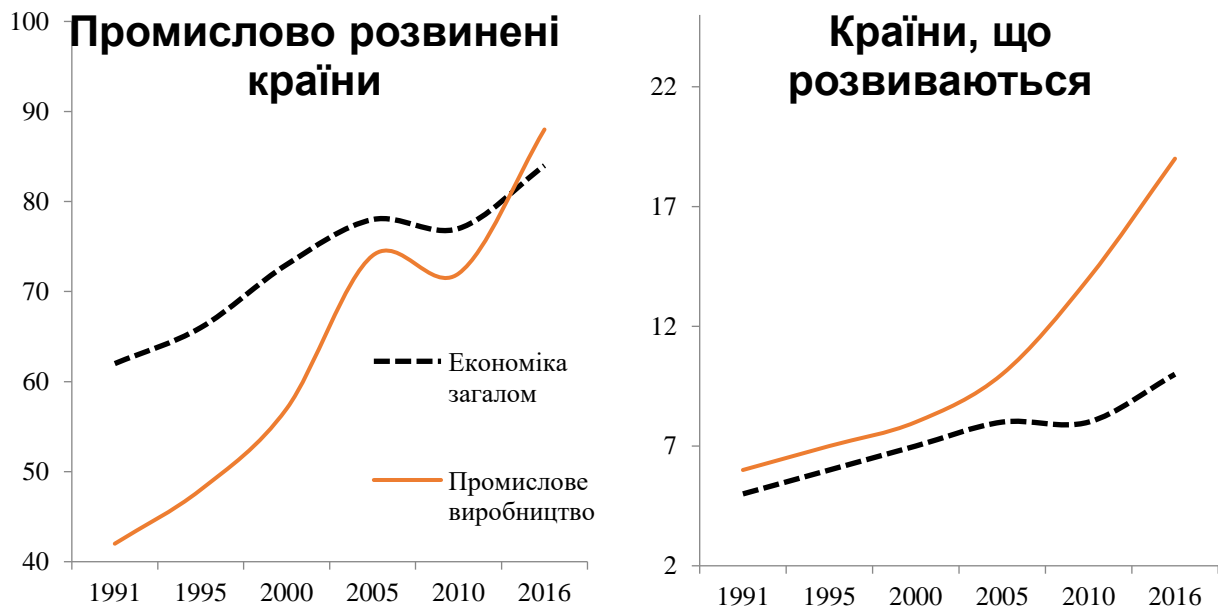 Промислово розвинені
країни
100
90
80
70
60
50
40
Економіка
загалом
Промислове
виробництво
1991 1995 2000 2005 2010 2016
Країни, що
розвиваються
22
17
12
7
2
1991 1995 2000 2005 2010 2016